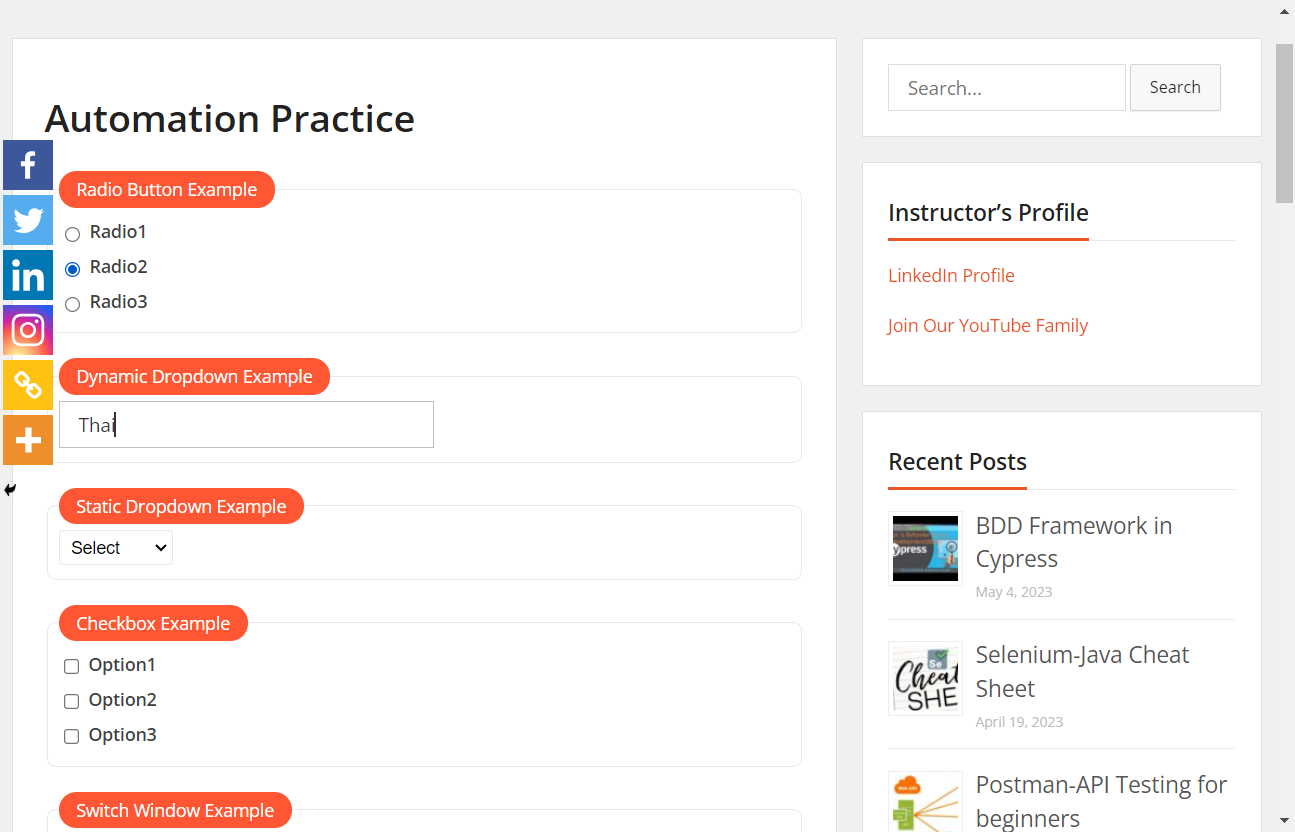 Automation Practice
Radio Button Example
Radio1
Radio2
Radio3
Dynamic Dropdown Example
Thai
Static Dropdown Example
Select
Checkbox Example
Option1
Option2
Option3
Switch Window Example
Search...
Search
Instructor’s Profile
LinkedIn Profile
Join Our YouTube Family
Recent Posts
BDD Framework in
Cypress
May 4, 2023
Selenium-Java Cheat
Sheet
April 19, 2023
Postman-API Testing for
beginners